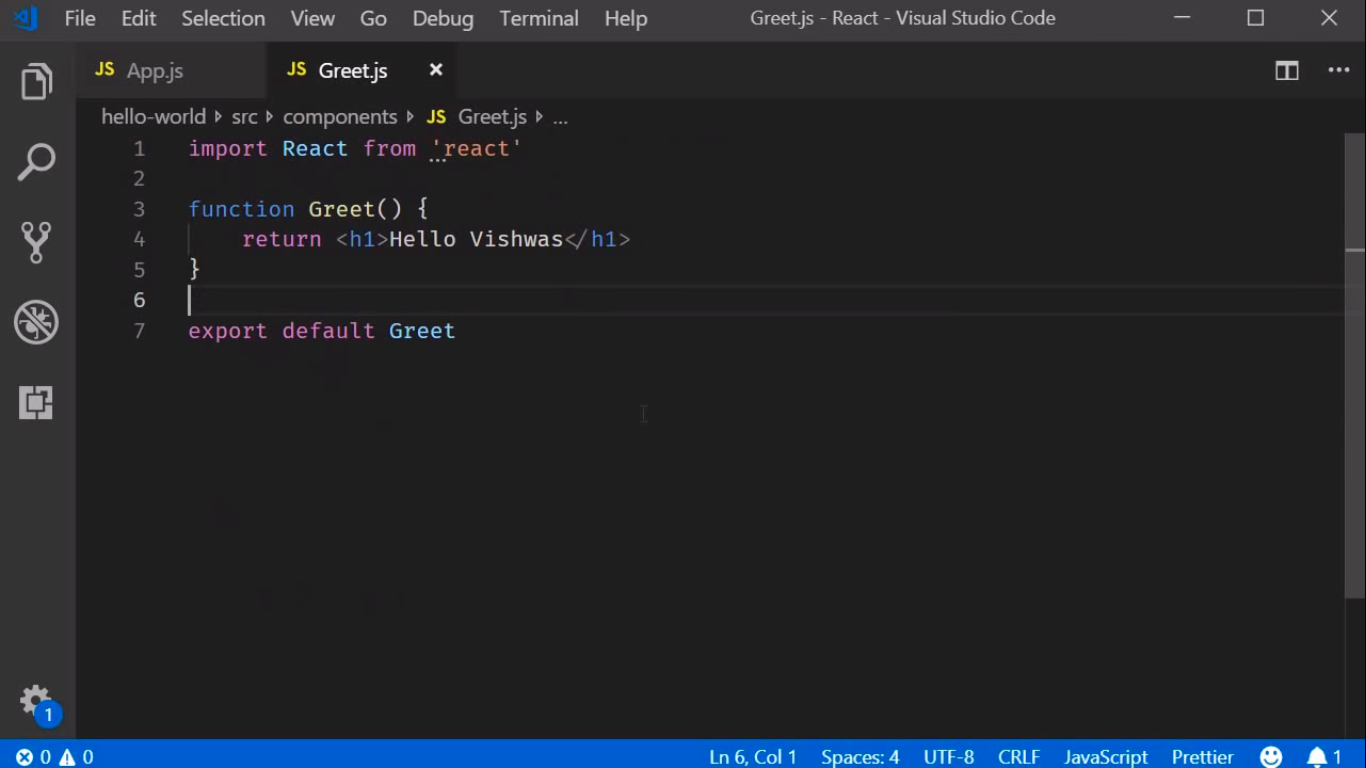 File Edit Selection View Go Debug Terminal Help Greet.js - React - Visual Studio Code
JS App.js JS Greet.js
hello-world src components JS Greet.js ...
1 import React from 'react'
2
3 function Greet() {
4 return <h1>Hello Vishwas</h1>
5 }
6
7 export default Greet
1
0 0 Ln 6, Col 1 Spaces: 4 UTF-8 CRLF JavaScript Prettier 1